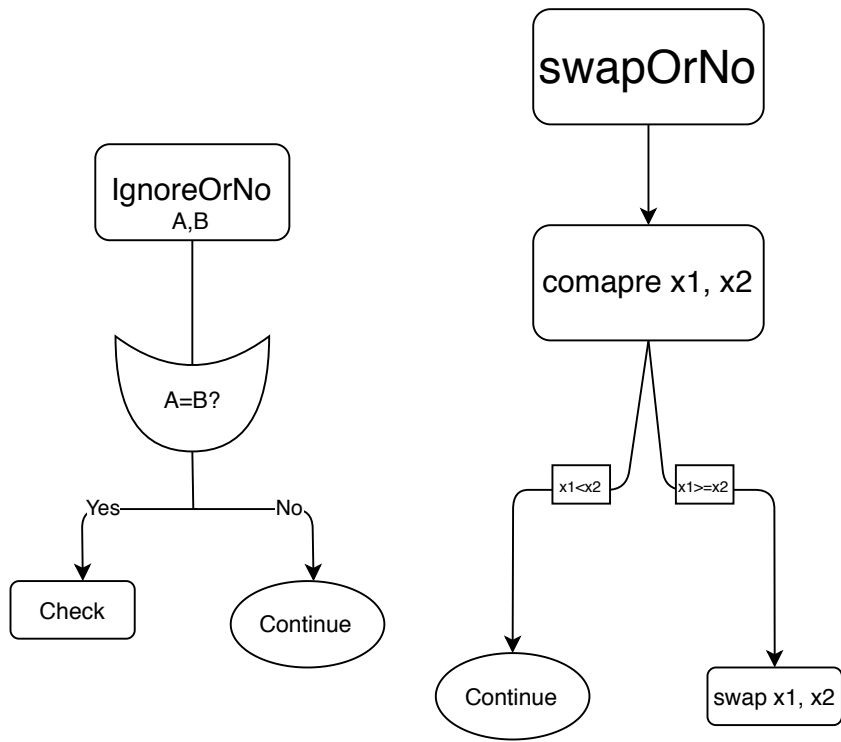 IgnoreOrNo
A,B
A=B?
Yes
No
Check
Continue
swapOrNo
comapre x1, x2
x1<x2
x1>=x2
Continue
swap x1, x2